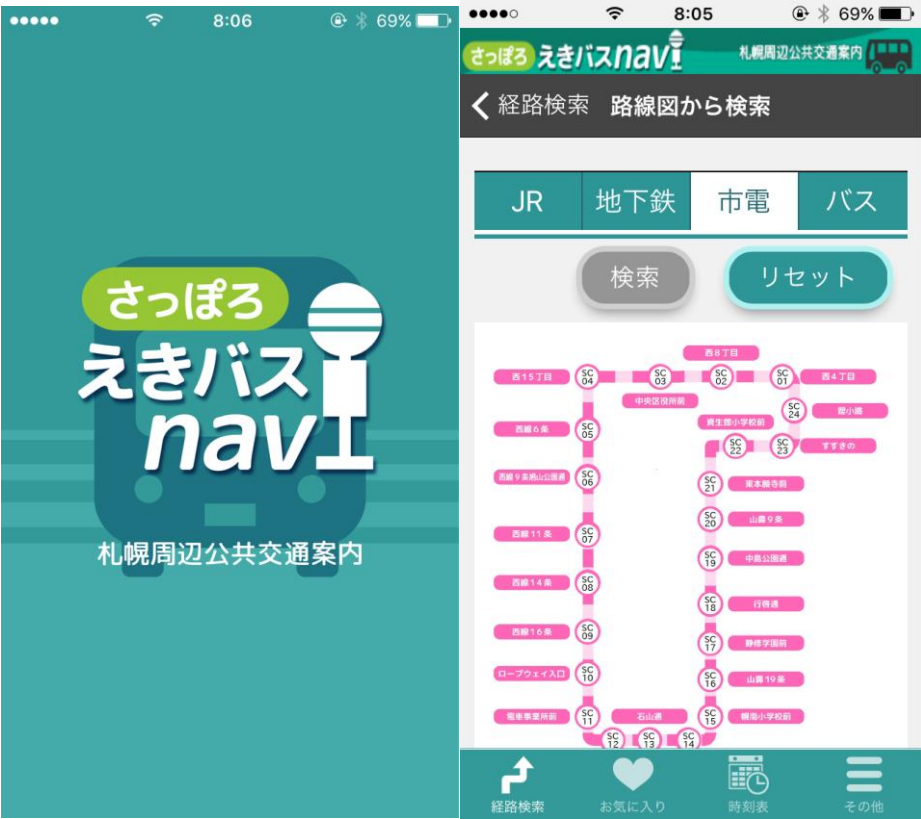 8:06
69%
さっぽろ
えきバス
navi
札幌周辺公共交通案内
8:05
69%
さっぽろ えきバスnavi 札幌周辺公共交通案内
経路検索 路線図から検索
JR 地下鉄 市電 バス
検索 リセット
西8丁目
西15丁目 SC04 SC03 SC02 SC01 西4丁目
中央区役所前 SC24 狸小路
資生館小学校前
西線6条 SC05 SC22 SC23 すすきの
西線9条旭山公園通 SC06 SC21 東本願寺前
SC20 山鼻9条
西線11条 SC07
SC19 中島公園通
西線14条 SC08
SC18 行啓通
西線16条 SC09 SC17 静修学園前
ロープウェイ入口 SC10 SC16 山鼻19条
電車事業所前 SC11 石山通 SC15 幌南小学校前
SC12 SC13 SC14
経路検索 お気に入り 時刻表 その他